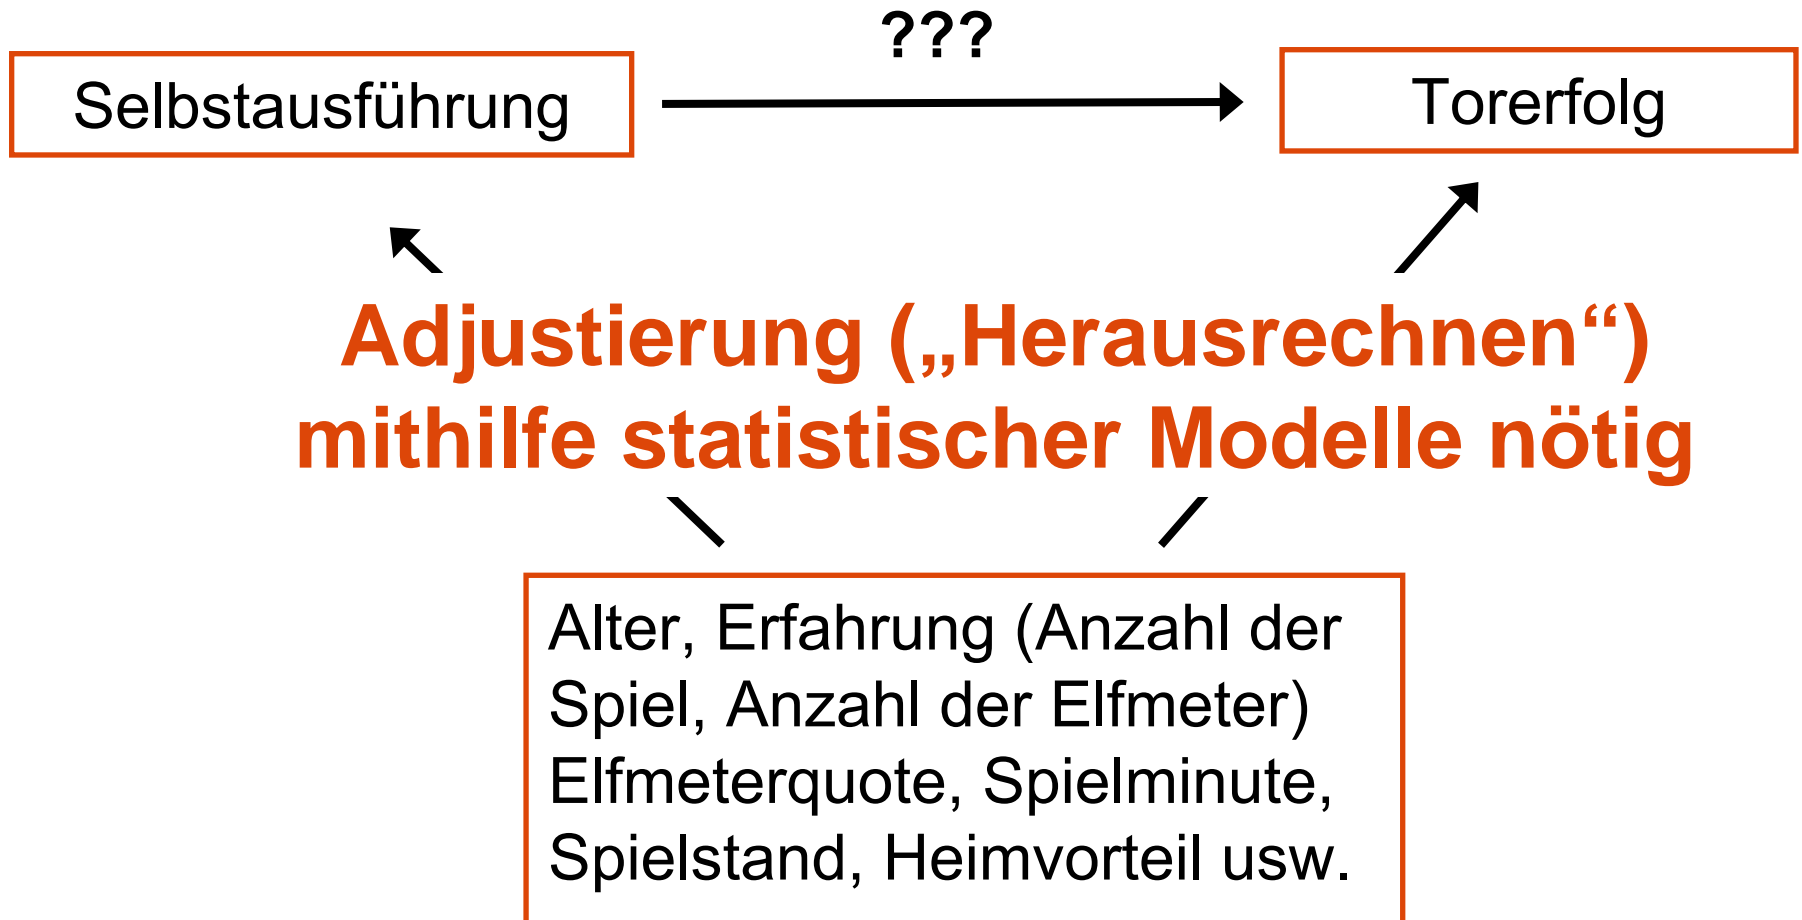 ???
Selbstausführung
Torerfolg
Adjustierung („Herausrechnen“)
mithilfe statistischer Modelle nötig
Alter, Erfahrung (Anzahl der
Spiel, Anzahl der Elfmeter)
Elfmeterquote, Spielminute,
Spielstand, Heimvorteil usw.